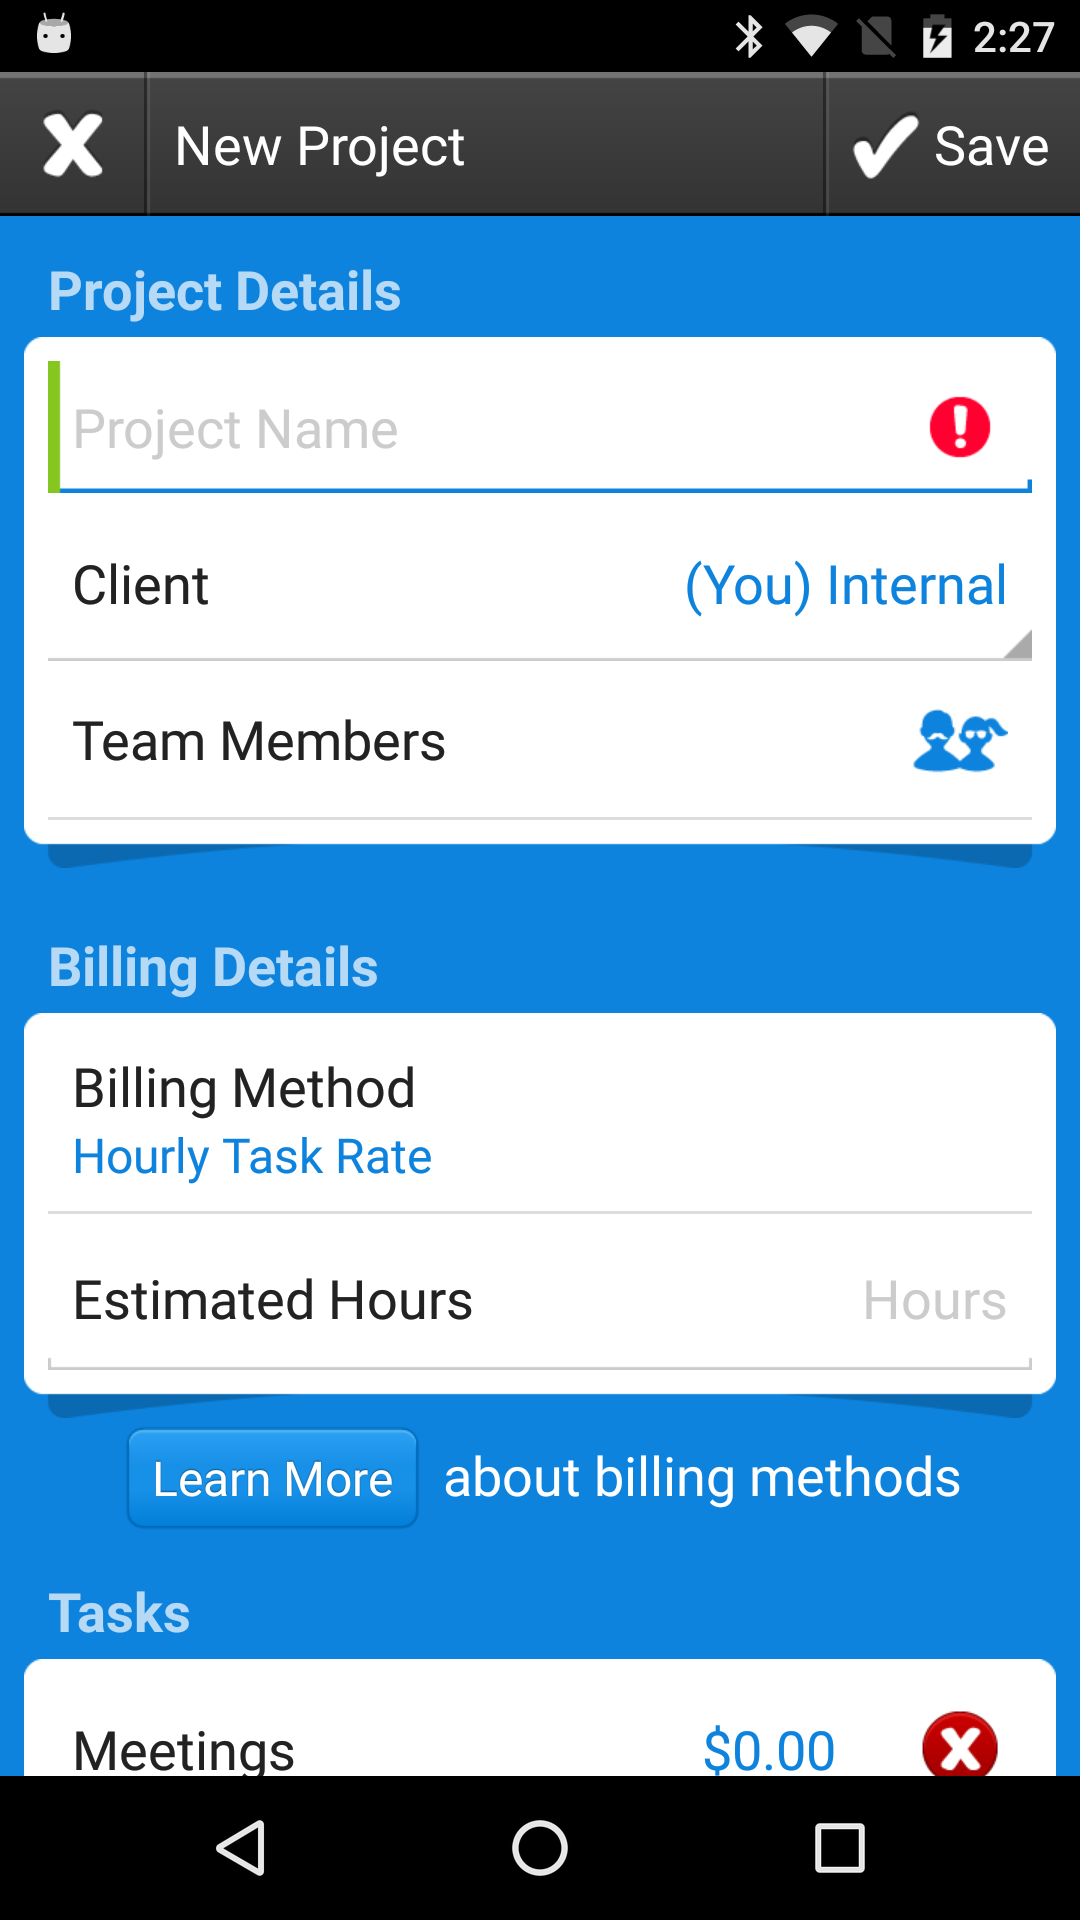 2:27
New Project
Save
Project Details
Project Name
Client
(You) Internal
Team Members
Billing Details
Billing Method
Hourly Task Rate
Estimated Hours
Hours
Learn More
about billing methods
Tasks
Meetings
$0.00